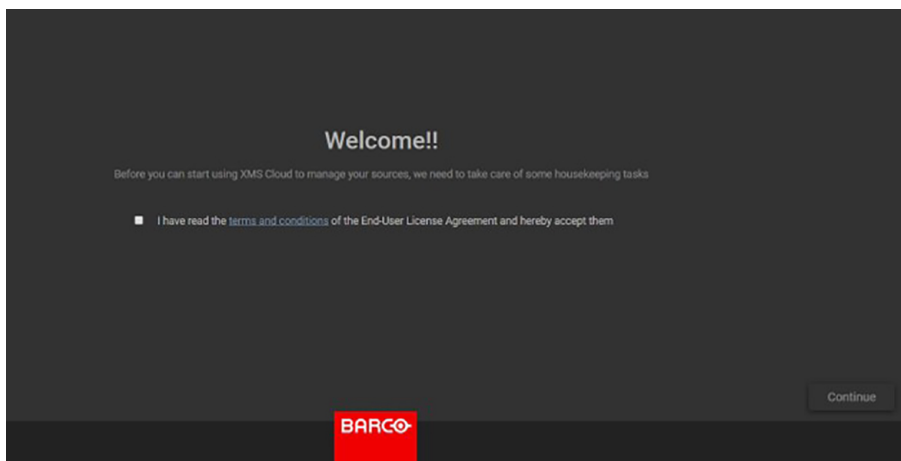 Welcome!!
Before you can start using XMS Cloud to manage your sources, we need to take care of some housekeeping tasks
I have read the terms and conditions of the End-User License Agreement and hereby accept them
Continue
BARCO